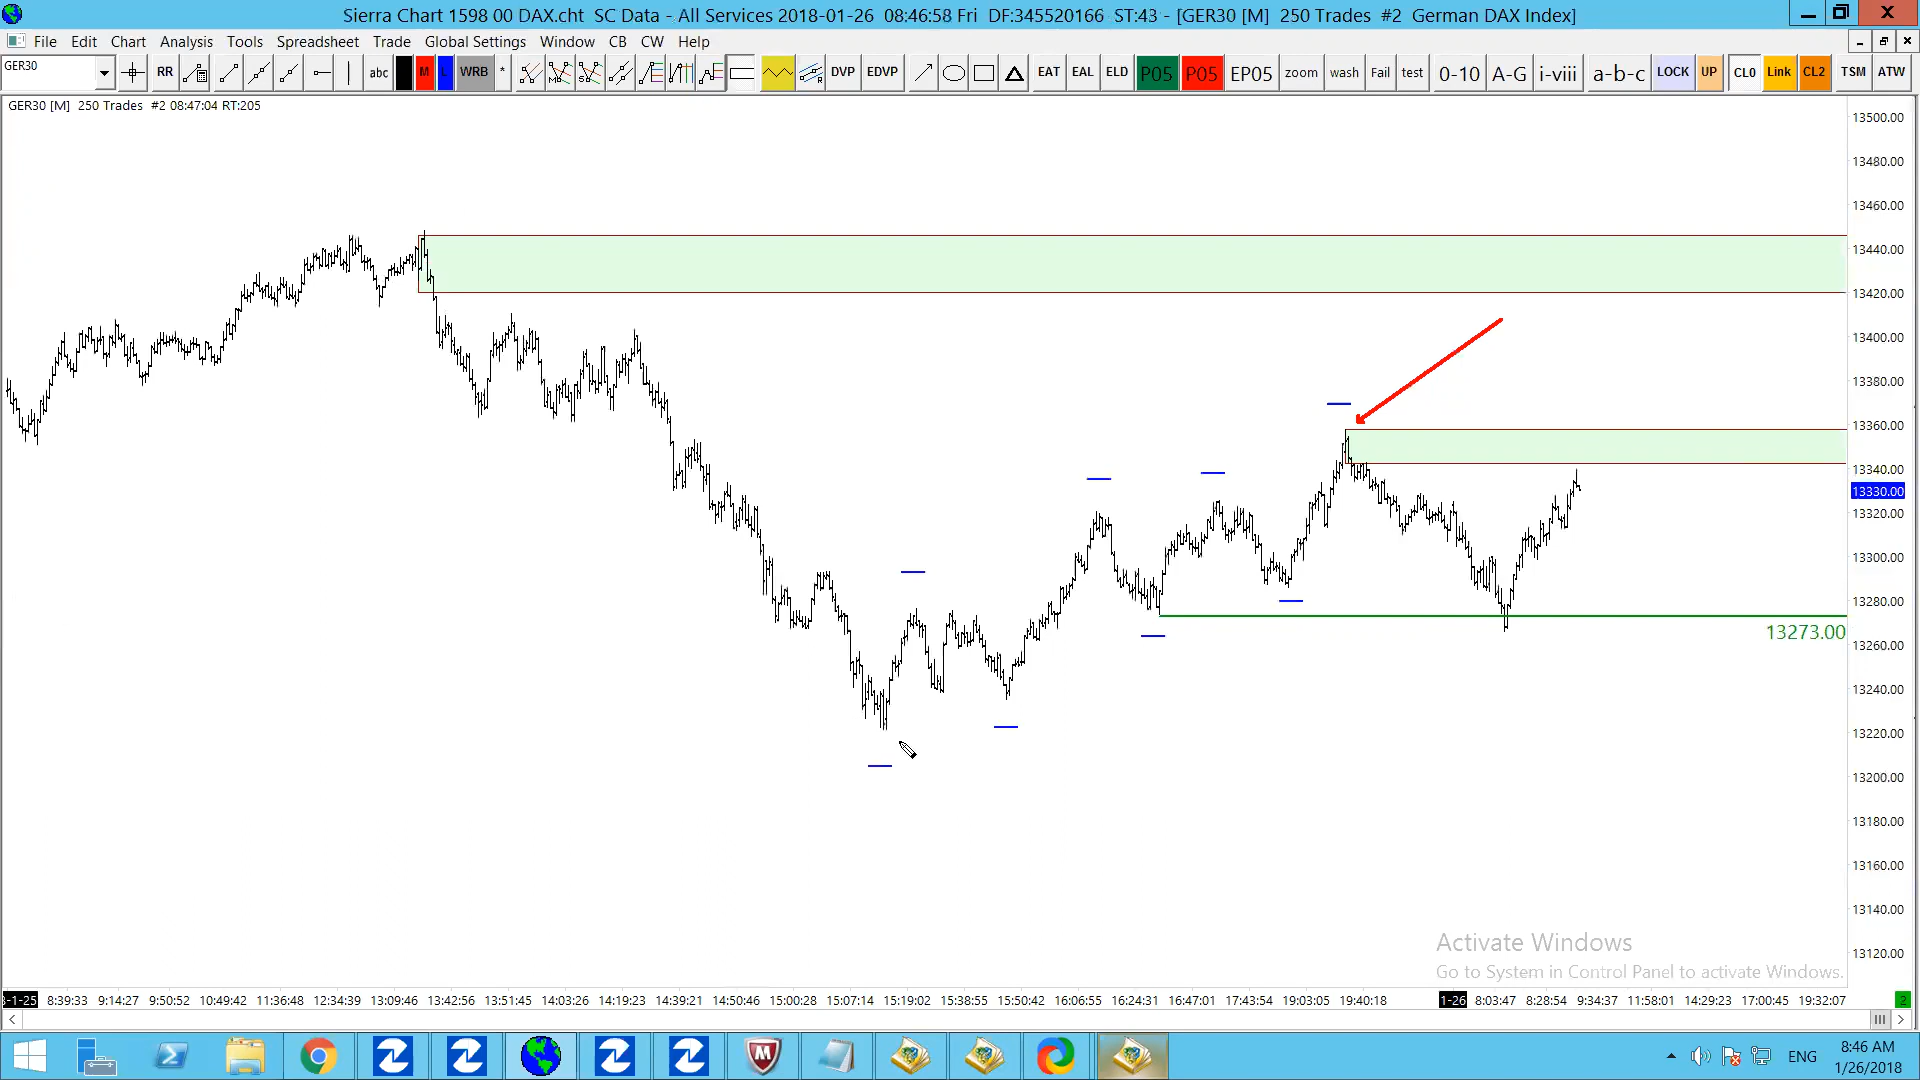 Sierra Chart 1598 00 DAX.cht  SC Data - All Services 2018-01-26  08:46:58 Fri  DF:345520166  ST:43 - [GER30 [M]  250 Trades  #2  German DAX Index]
File Edit Chart Analysis Tools Spreadsheet Trade Global Settings Window CB CW Help
GER30 RR abc M L WRB * DVP EDVP EAT EAL ELD P05 P05 EP05 zoom wash Fail test 0-10 A-G i-viii a-b-c LOCK UP CL0 Link CL2 TSM ATW
GER30 [M]  250 Trades  #2 08:47:04 RT:205
13500.00
13480.00
13460.00
13440.00
13420.00
13400.00
13380.00
13360.00
13340.00
13330.00
13320.00
13300.00
13280.00
13273.00
13260.00
13240.00
13220.00
13200.00
13180.00
13160.00
13140.00
13120.00
Activate Windows
Go to System in Control Panel to activate Windows.
8-1-25 8:39:33 9:14:27 9:50:52 10:49:42 11:36:48 12:34:39 13:09:46 13:42:56 13:51:45 14:03:26 14:19:23 14:39:21 14:50:46 15:00:28 15:07:14 15:19:02 15:38:55 15:50:42 16:06:55 16:24:31 16:47:01 17:43:54 19:03:05 19:40:18 1-26 8:03:47 8:28:54 9:34:37 11:58:01 14:29:23 17:00:45 19:32:07 2
ENG
8:46 AM
1/26/2018